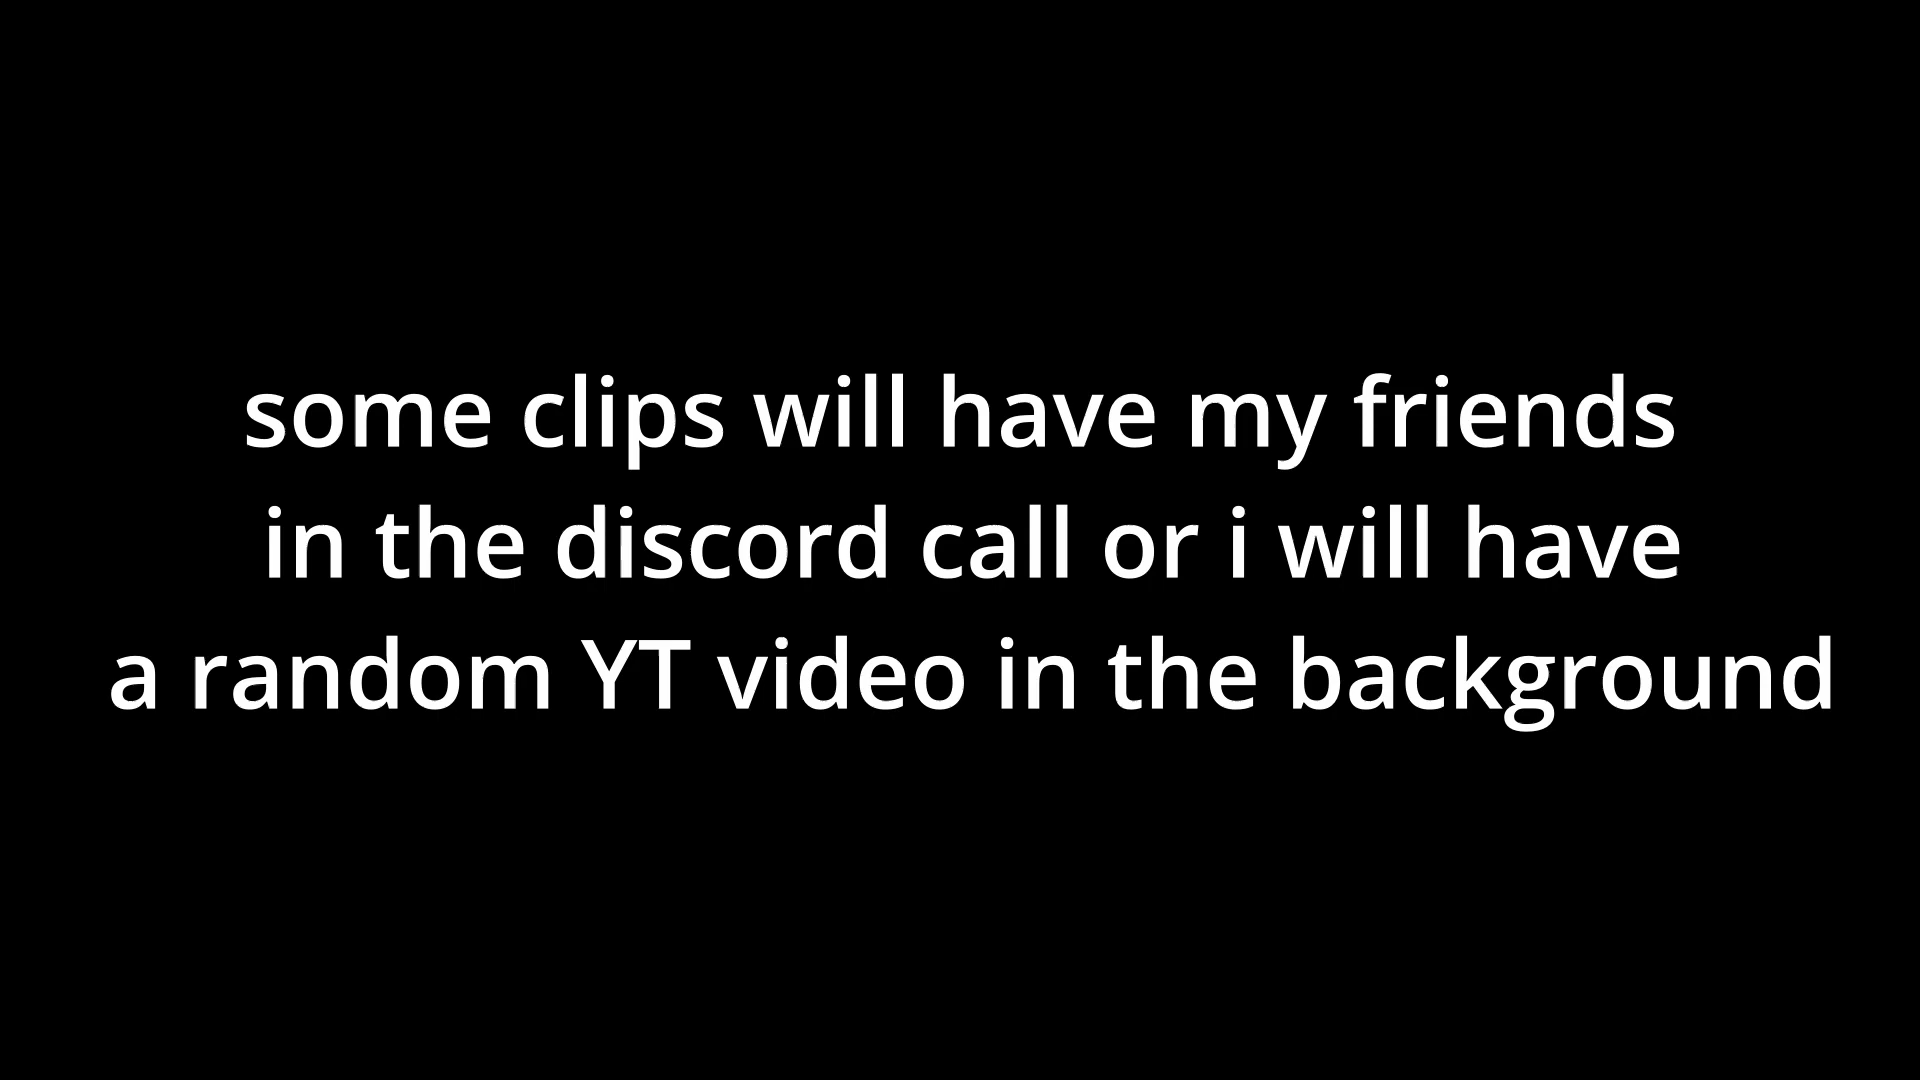 some clips will have my friends
in the discord call or i will have
a random YT video in the background